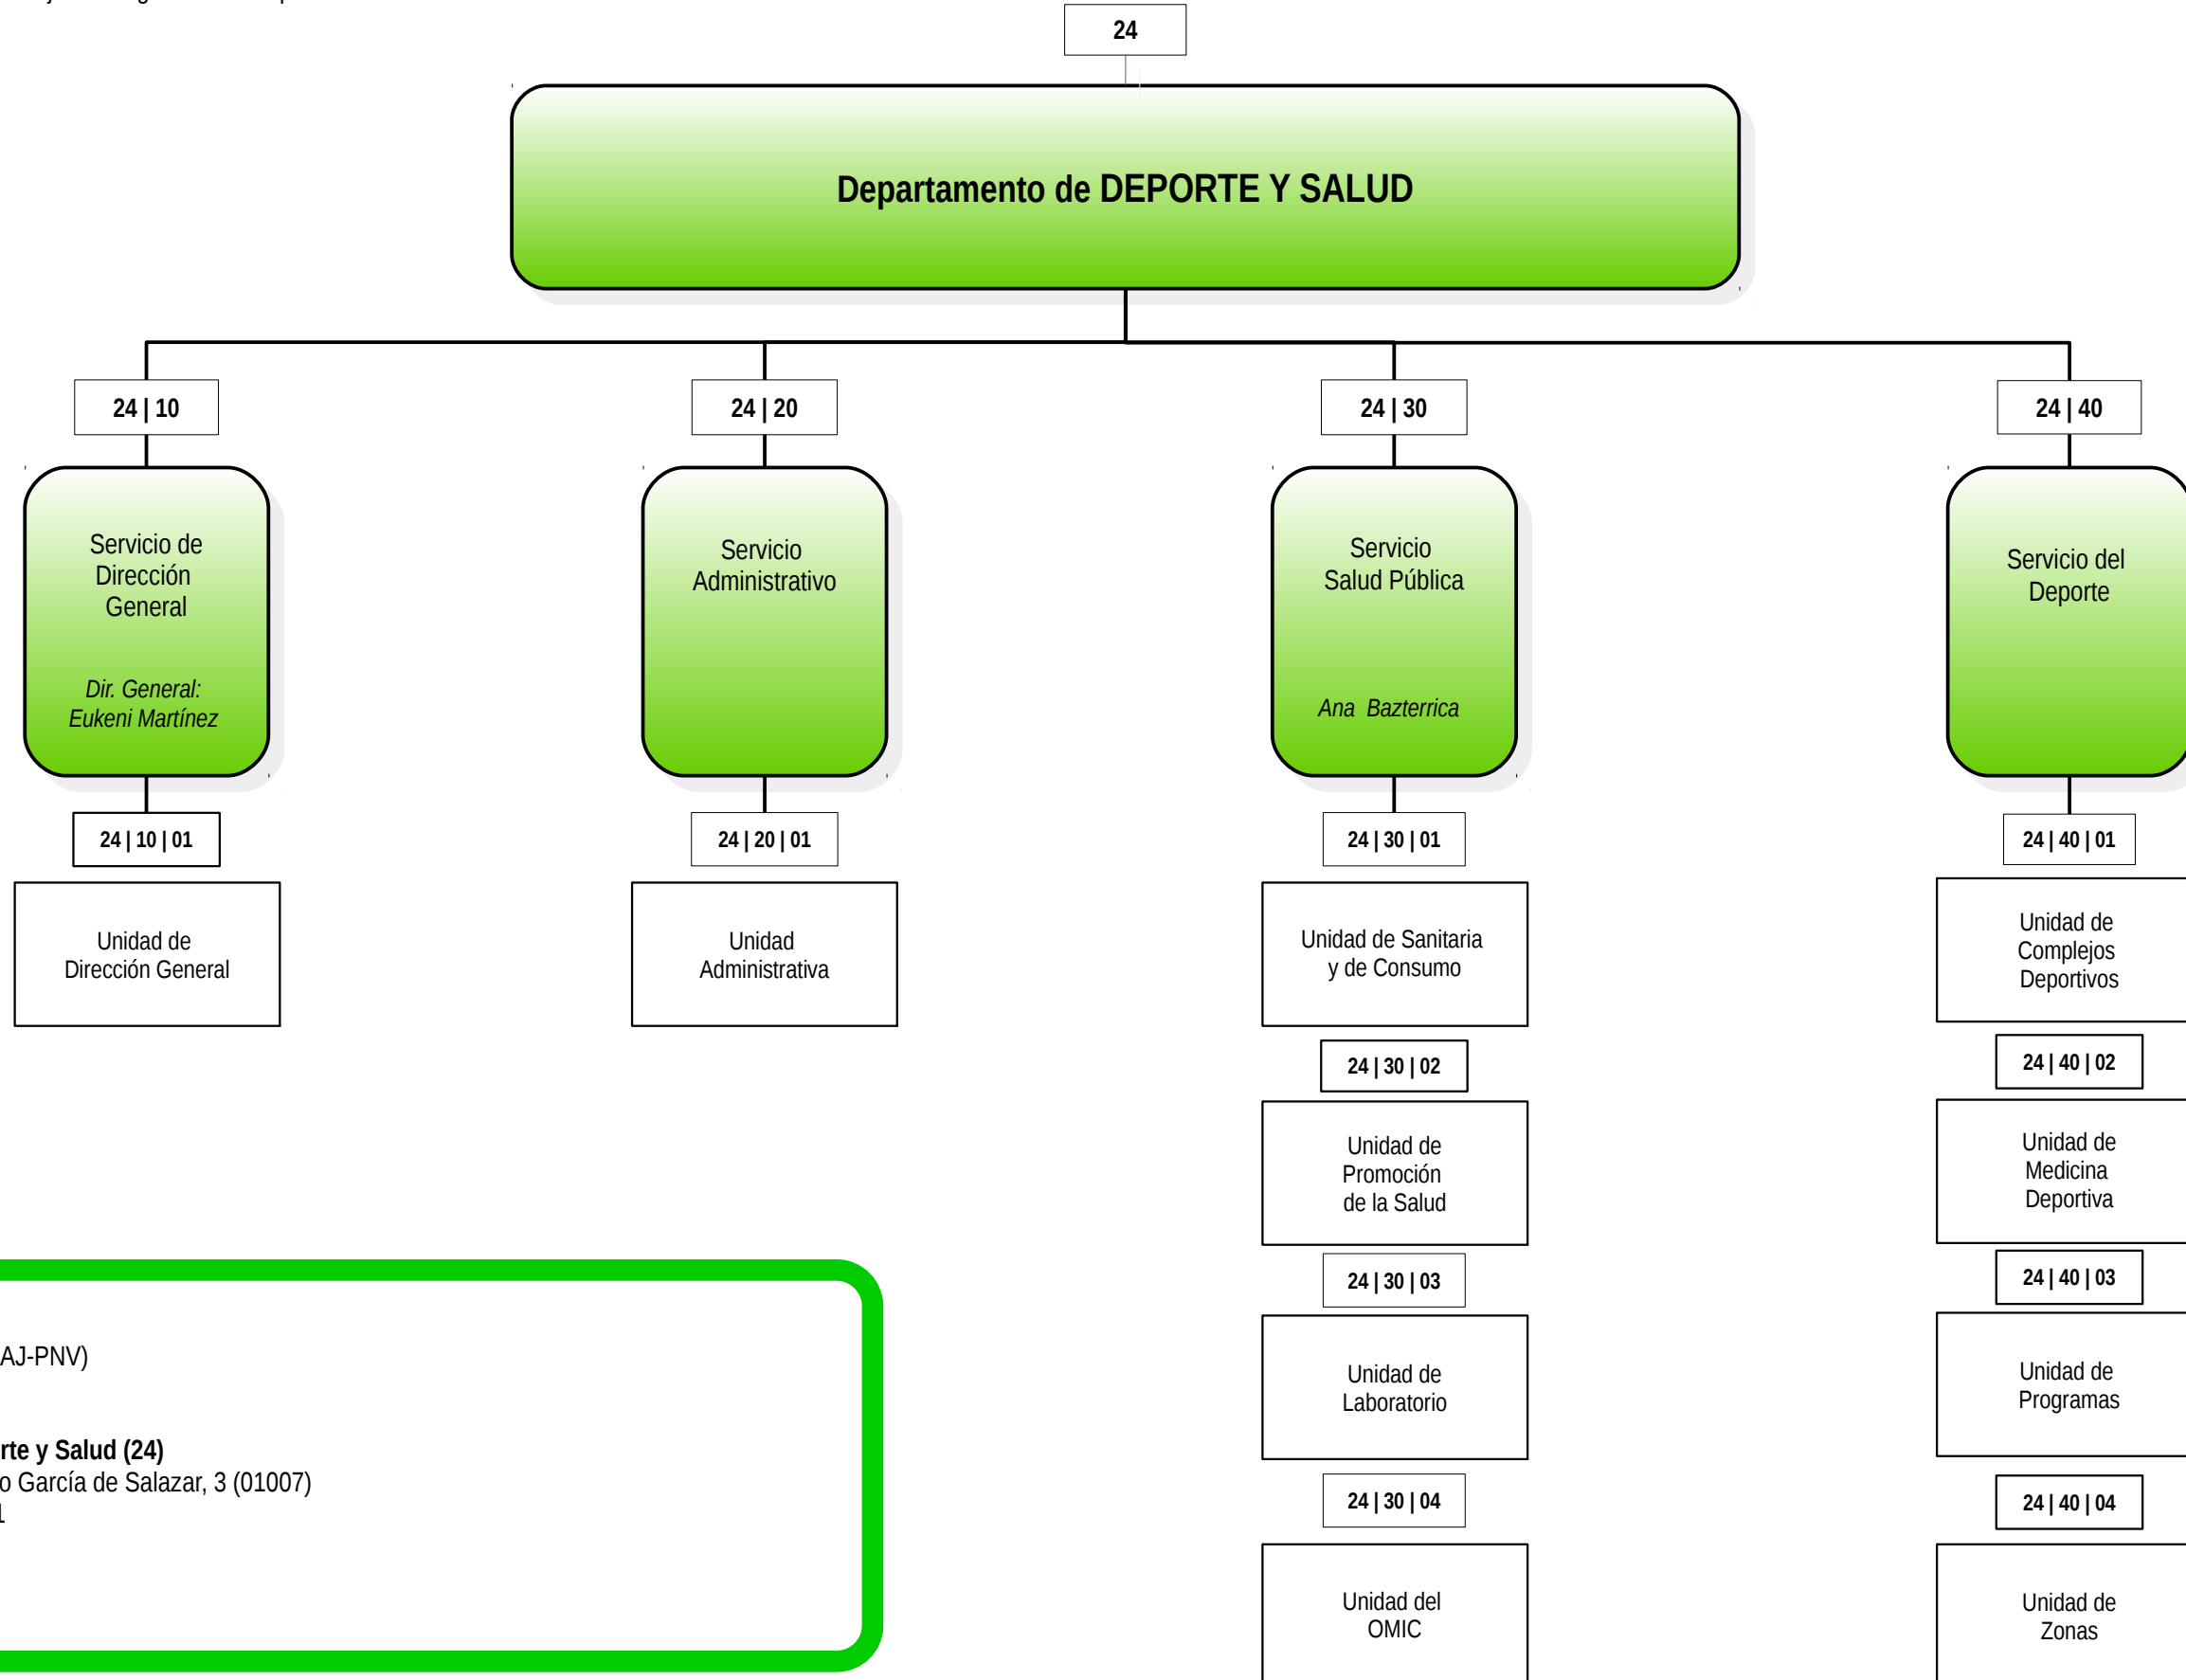 24
Departamento de DEPORTE Y SALUD
24 | 10
24 | 20
24 | 30
24 | 40
Servicio de
Dirección
General
Dir. General:
Eukeni Martínez
Servicio
Administrativo
Servicio
Salud Pública
Ana Bazterrica
Servicio del
Deporte
24 | 10 | 01
Unidad de
Dirección General
24 | 20 | 01
Unidad
Administrativa
24 | 30 | 01
Unidad de Sanitaria
y de Consumo
24 | 30 | 02
Unidad de
Promoción
de la Salud
24 | 30 | 03
Unidad de
Laboratorio
24 | 30 | 04
Unidad del
OMIC
24 | 40 | 01
Unidad de
Complejos
Deportivos
24 | 40 | 02
Unidad de
Medicina
Deportiva
24 | 40 | 03
Unidad de
Programas
24 | 40 | 04
Unidad de
Zonas
AJ-PNV)
rte y Salud (24)
o García de Salazar, 3 (01007)
1